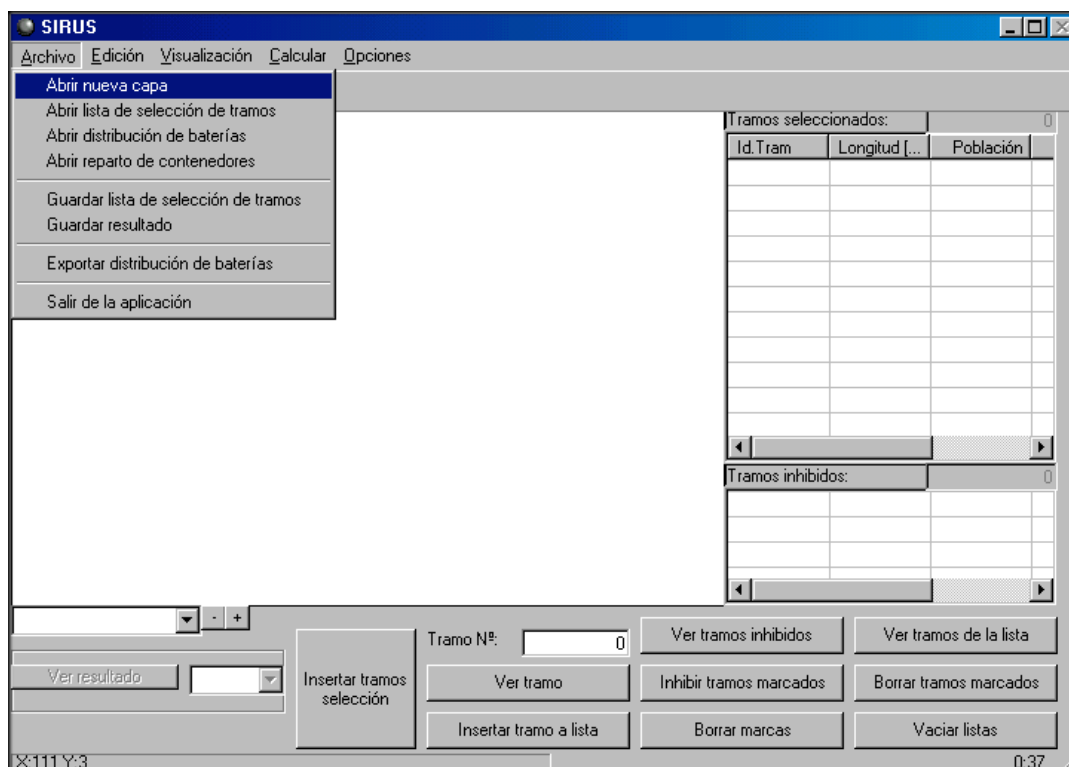 SIRUS
Archivo Edición Visualización Calcular Opciones
Abrir nueva capa
Abrir lista de selección de tramos
Abrir distribución de baterías
Abrir reparto de contenedores
Guardar lista de selección de tramos
Guardar resultado
Exportar distribución de baterías
Salir de la aplicación
Tramos seleccionados: 0
Id.Tram Longitud [... Población
Tramos inhibidos: 0
- +
Ver resultado
Insertar tramos
selección
Tramo Nº: 0
Ver tramo
Insertar tramo a lista
Ver tramos inhibidos
Inhibir tramos marcados
Borrar marcas
Ver tramos de la lista
Borrar tramos marcados
Vaciar listas
X:111 Y:3 0:37